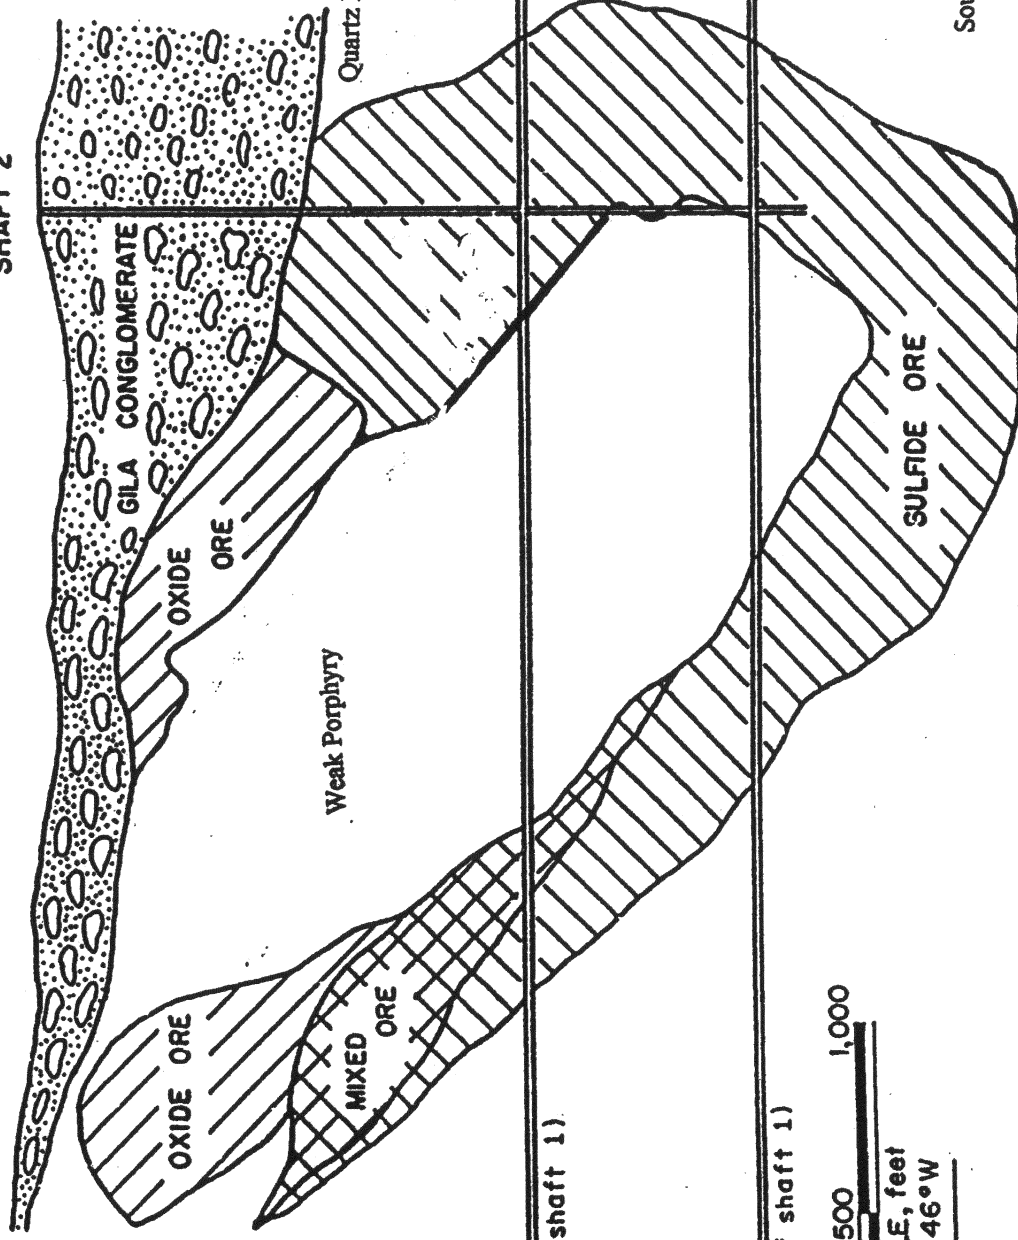 SHAFT 2
GILA CONGLOMERATE
Quartz
OXIDE
ORE
Weak Porphyry
OXIDE ORE
MIXED
ORE
SULFIDE ORE
shaft 1)
shaft 1)
500 1,000
feet
46°W